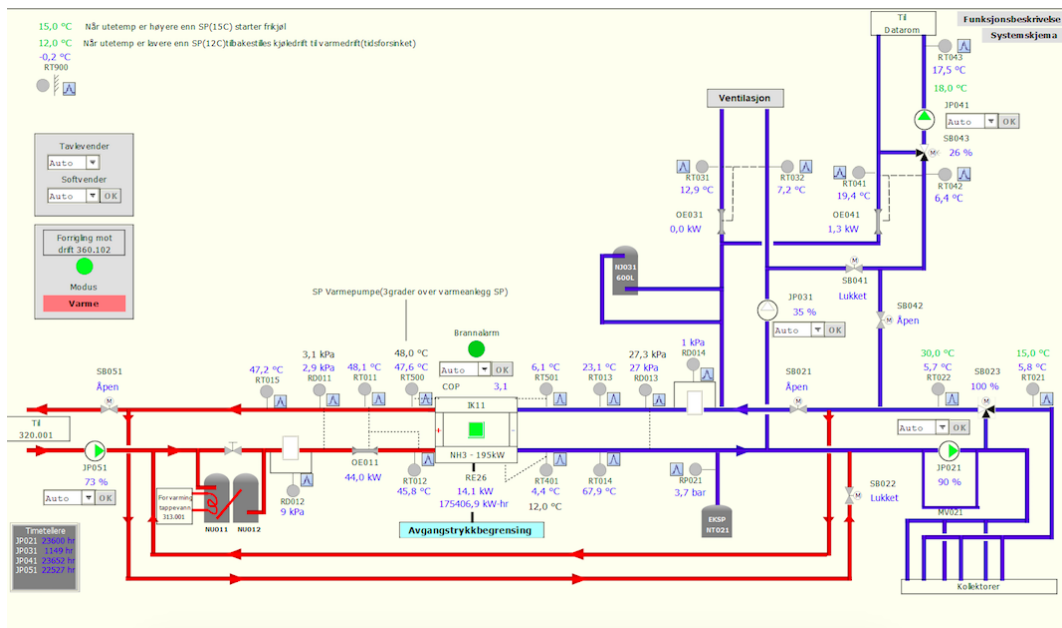 15,0 °C Når utetemp er høyere enn SP(15C) starter frikjøl
12,0 °C Når utetemp er lavere enn SP(12C)tilbakestilles kjøledrift til varmedrift(tidsforsinket)
-0,2 °C
RT900
Til
Datarom
Funksjonsbeskrivelse
Systemskjema
RT043
17,5 °C
18,0 °C
JP041
Auto OK
SB043
26 %
Ventilasjon
RT031
12,9 °C
RT032
7,2 °C
RT041
19,4 °C
RT042
6,4 °C
OE031
0,0 kW
OE041
1,3 kW
Tavlevender
Auto
Softvender
Auto OK
Forrigling mot
drift 360.102
Modus
Varme
NJ031
600L
SB041
Lukket
JP031
35 %
Auto OK
SB042
Åpen
SP Varmepumpe(3grader over varmeanlegg SP)
Brannalarm
Auto OK
COP 3,1
SB051
Åpen
47,2 °C
RT015
3,1 kPa
2,9 kPa
RD011
48,1 °C
RT011
48,0 °C
47,6 °C
RT500
6,1 °C
RT501
23,1 °C
RT013
27,3 kPa
27 kPa
RD013
1 kPa
RD014
SB021
Åpen
30,0 °C
5,7 °C
RT022
SB023
100 %
15,0 °C
5,8 °C
RT021
IK11
+ -
NH3 - 195kW
Til
320.001
JP051
73 %
Auto OK
Forvarming
tappevann
313.001
NU011
NU012
RD012
9 kPa
OE011
44,0 kW
RT012
45,8 °C
RE26
14,1 kW
175406,9 kW-hr
RT401
4,4 °C
12,0 °C
RT014
67,9 °C
RP021
3,7 bar
EKSP
NT021
SB022
Lukket
Auto OK
JP021
90 %
MV021
Kollektorer
Avgangstrykkbegrensing
Timetellere
JP021 23600 hr
JP031 1149 hr
JP041 23652 hr
JP051 22527 hr